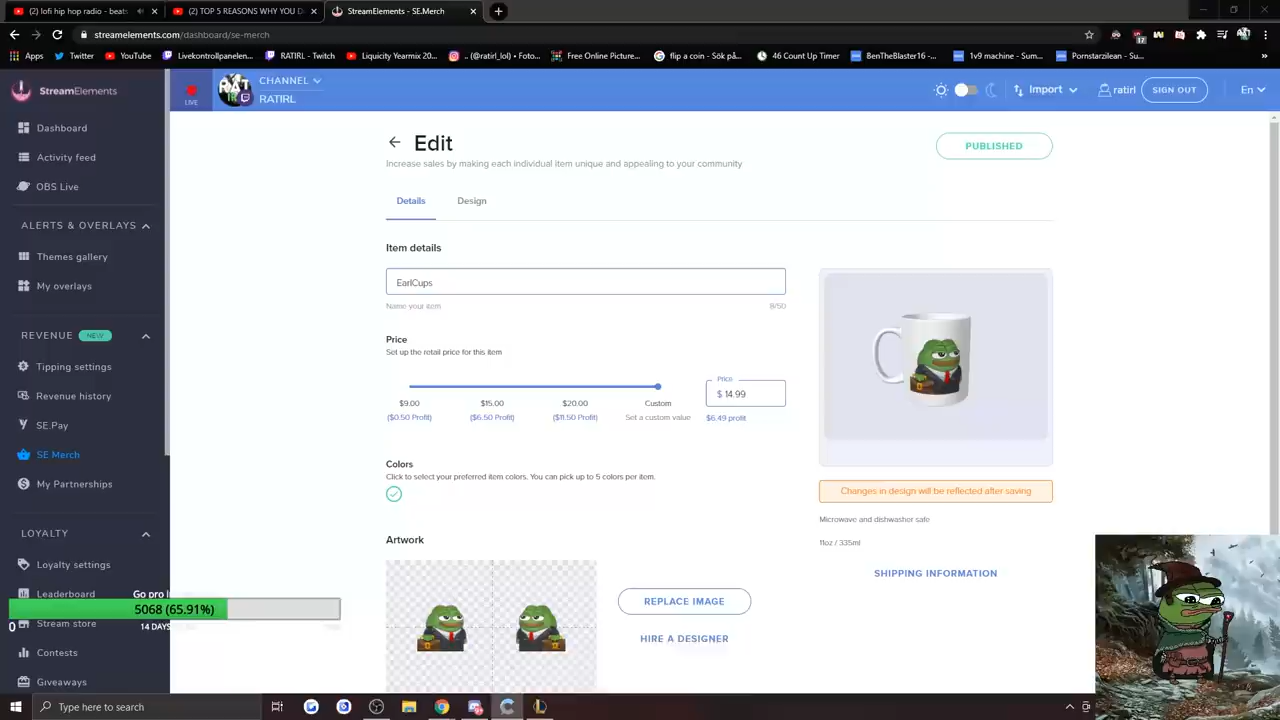 (2) lofi hip hop radio - beats
(2) TOP 5 REASONS WHY YOU D
StreamElements - SE.Merch
streamelements.com/dashboard/se-merch
Apps
Twitter
YouTube
Livekontrollpanelen...
RATIRL - Twitch
Liquicity Yearmix 20...
.. (@ratirl_lol) • Foto...
Free Online Picture...
flip a coin - Sök på...
46 Count Up Timer
BenTheBlaster16 - ...
1v9 machine - Sum...
Pornstarzilean - Su...
»
StreamElements
LIVE
CHANNEL
RATIRL
Import
ratirl
SIGN OUT
En
Dashboard
Activity feed
OBS Live
ALERTS & OVERLAYS
Themes gallery
My overlays
REVENUE NEW
Tipping settings
Revenue history
SE.Pay
SE Merch
My Partnerships
LOYALTY
Loyalty settings
Leaderboard
Go pro i
5068 (65.91%)
0
Stream store
14 DAYS
Contests
Giveaways
Edit
PUBLISHED
Increase sales by making each individual item unique and appealing to your community
Details
Design
Item details
EarlCups
Name your item
8/50
Price
Set up the retail price for this item
$9.00
$15.00
$20.00
Custom
($0.50 Profit)
($6.50 Profit)
($11.50 Profit)
Set a custom value
Price
$ 14.99
$6.49 profit
Colors
Click to select your preferred item colors. You can pick up to 5 colors per item.
Changes in design will be reflected after saving
Microwave and dishwasher safe
11oz / 335ml
SHIPPING INFORMATION
Artwork
REPLACE IMAGE
HIRE A DESIGNER
Type here to search